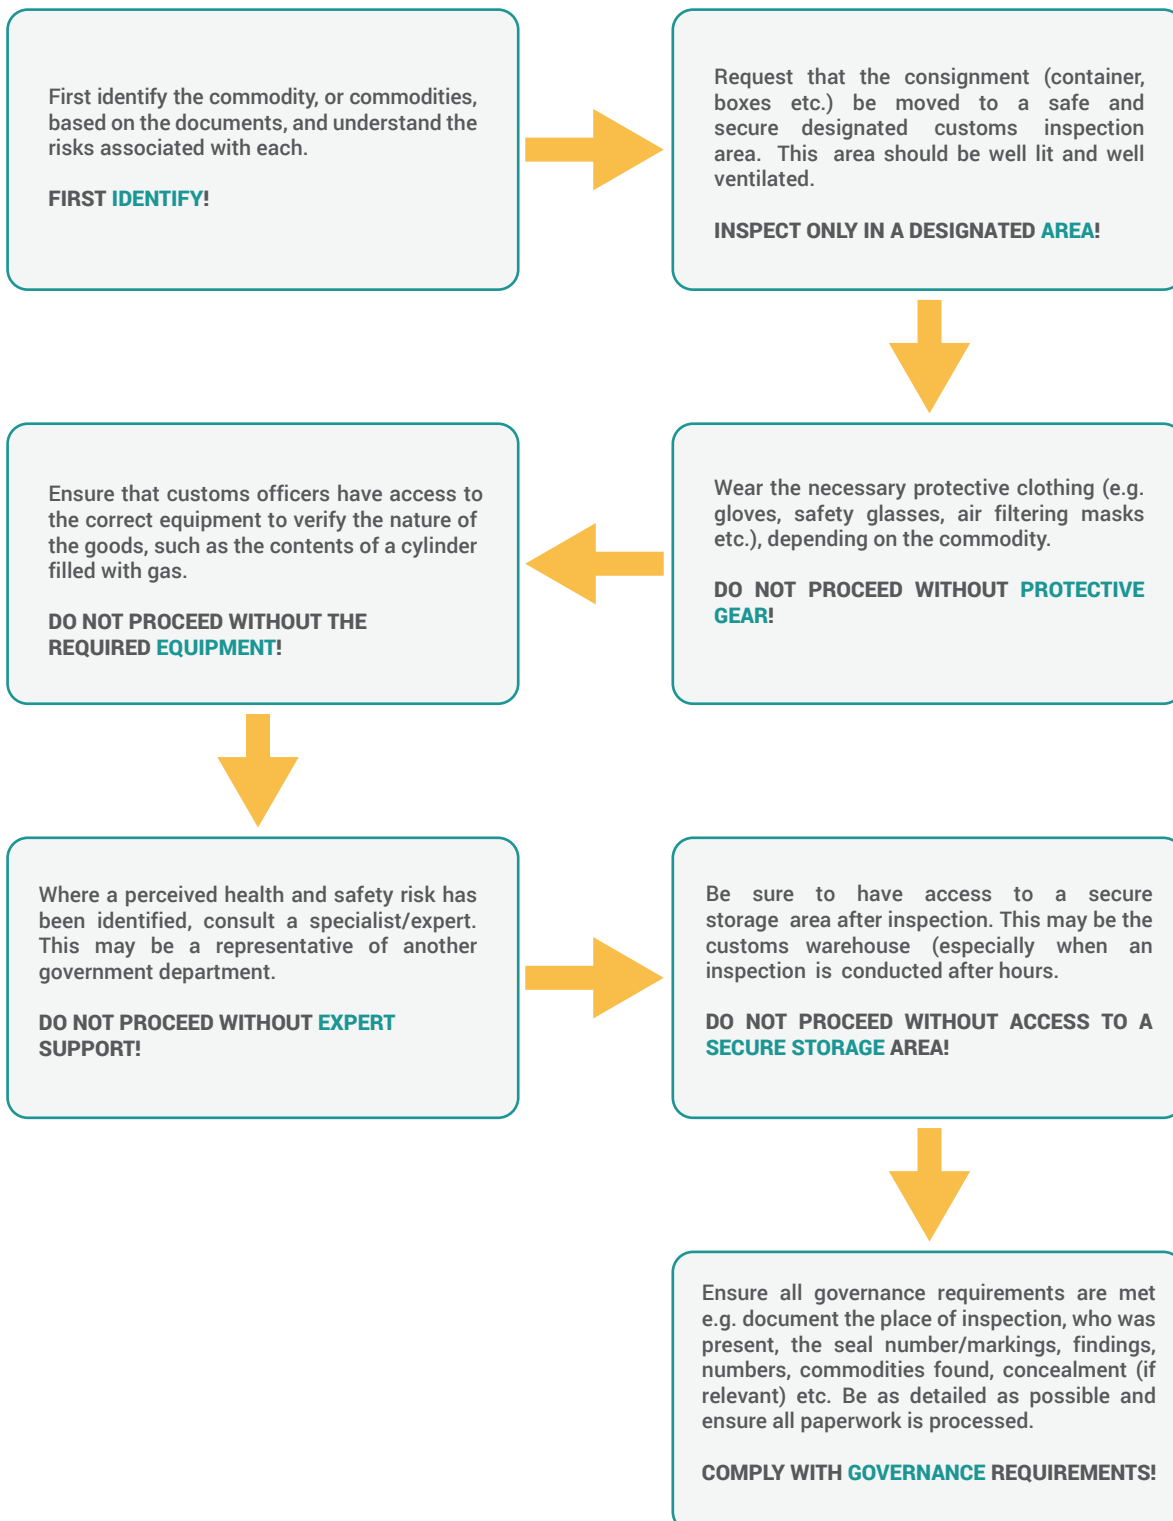 First identify the commodity, or commodities,
based on the documents, and understand the
risks associated with each.
FIRST IDENTIFY!
Request that the consignment (container,
boxes etc.) be moved to a safe and
secure designated customs inspection
area. This area should be well lit and well
ventilated.
INSPECT ONLY IN A DESIGNATED AREA!
Wear the necessary protective clothing (e.g.
gloves, safety glasses, air filtering masks
etc.), depending on the commodity.
DO NOT PROCEED WITHOUT PROTECTIVE
GEAR!
Ensure that customs officers have access to
the correct equipment to verify the nature of
the goods, such as the contents of a cylinder
filled with gas.
DO NOT PROCEED WITHOUT THE
REQUIRED EQUIPMENT!
Where a perceived health and safety risk has
been identified, consult a specialist/expert.
This may be a representative of another
government department.
DO NOT PROCEED WITHOUT EXPERT
SUPPORT!
Be sure to have access to a secure
storage area after inspection. This may be the
customs warehouse (especially when an
inspection is conducted after hours.
DO NOT PROCEED WITHOUT ACCESS TO A
SECURE STORAGE AREA!
Ensure all governance requirements are met
e.g. document the place of inspection, who was
present, the seal number/markings, findings,
numbers, commodities found, concealment (if
relevant) etc. Be as detailed as possible and
ensure all paperwork is processed.
COMPLY WITH GOVERNANCE REQUIREMENTS!